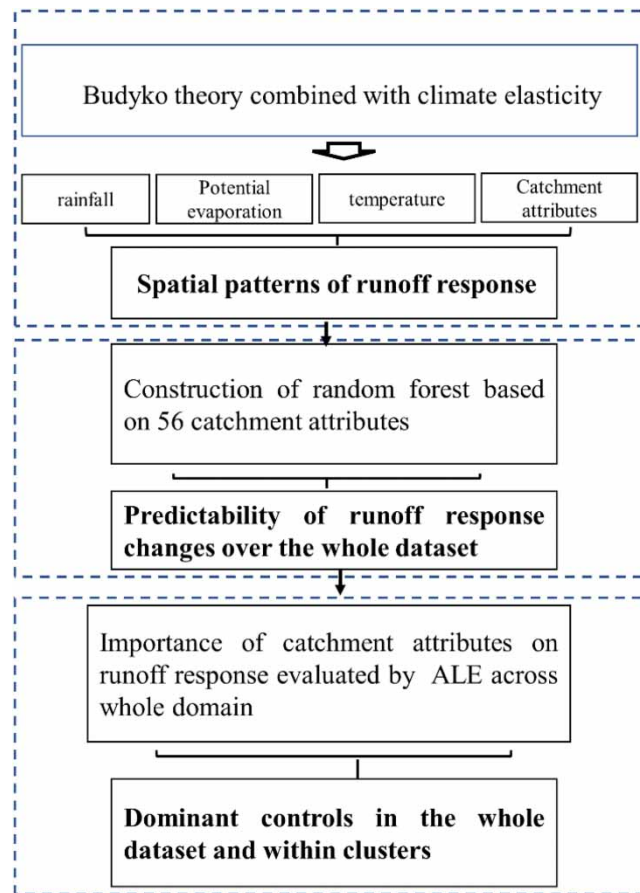 Budyko theory combined with climate elasticity
rainfall
Potential
evaporation
temperature
Catchment
attributes
Spatial patterns of runoff response
Construction of random forest based
on 56 catchment attributes
Predictability of runoff response
changes over the whole dataset
Importance of catchment attributes on
runoff response evaluated by ALE across
whole domain
Dominant controls in the whole
dataset and within clusters